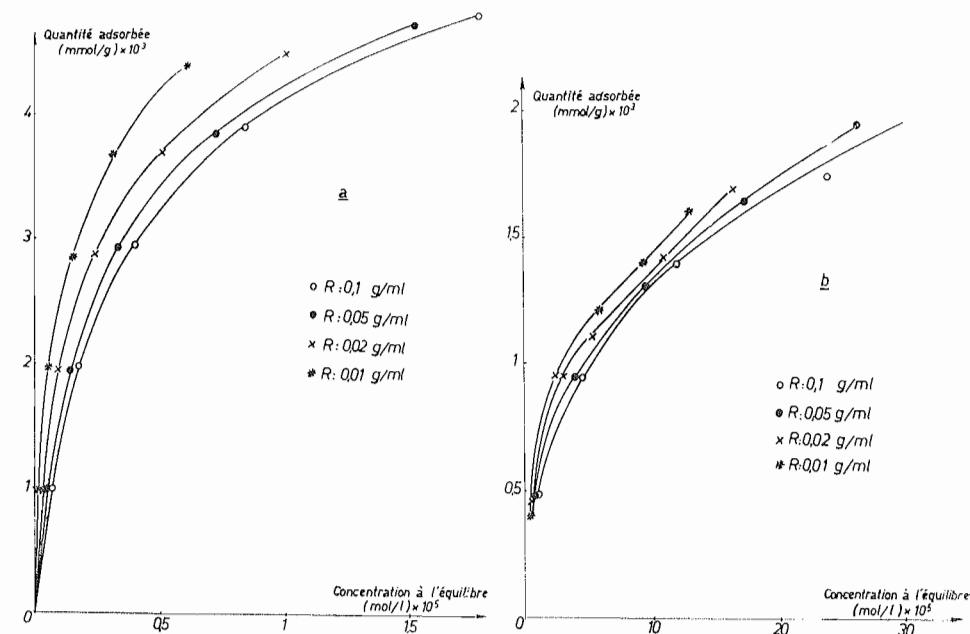 Quantité adsorbée
(mmol/g) × 10³
4
3
2
1
0
a
o R : 0,1 g/ml
R : 0,05 g/ml
× R : 0,02 g/ml
* R : 0,01 g/ml
Concentration à l'équilibre
(mol/l) × 10⁵
0,5
1
1,5
Quantité adsorbée
(mmol/g) × 10³
2
1,5
1
0,5
0
b
o R : 0,1 g/ml
R : 0,05 g/ml
× R : 0,02 g/ml
* R : 0,01 g/ml
Concentration à l'équilibre
(mol/l) × 10⁵
10
20
30